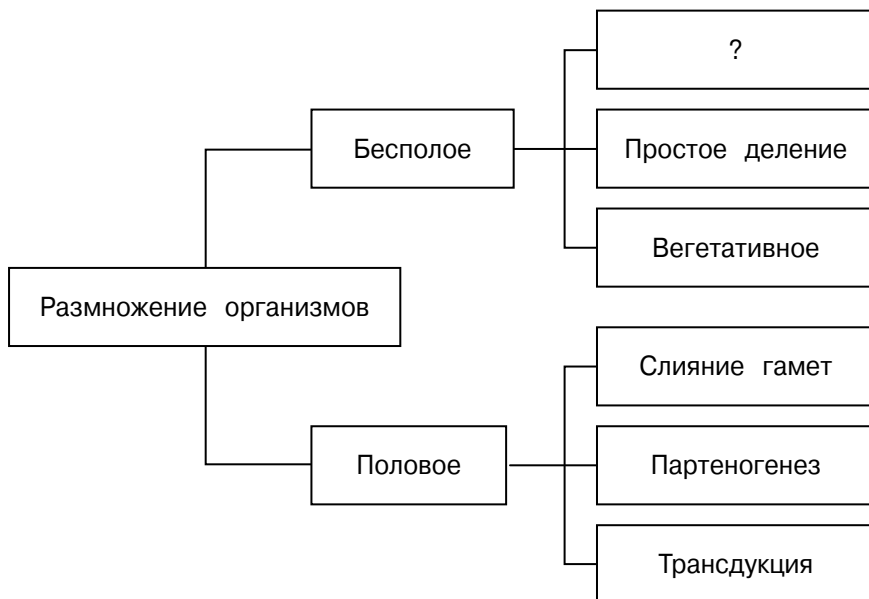 ?
Бесполое
Простое деление
Вегетативное
Размножение организмов
Слияние гамет
Половое
Партеногенез
Трансдукция